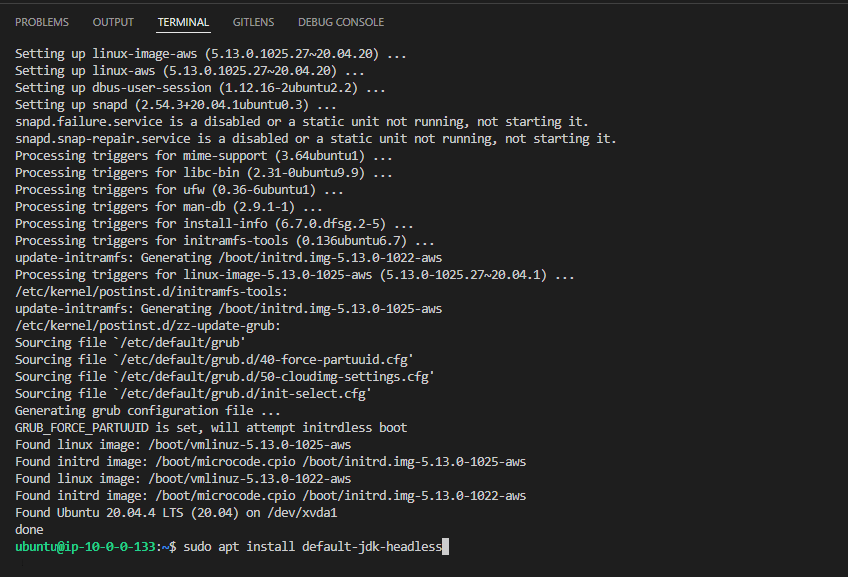 PROBLEMS OUTPUT TERMINAL GITLENS DEBUG CONSOLE
Setting up linux-image-aws (5.13.0.1025.27~20.04.20) ...
Setting up linux-aws (5.13.0.1025.27~20.04.20) ...
Setting up dbus-user-session (1.12.16-2ubuntu2.2) ...
Setting up snapd (2.54.3+20.04.1ubuntu0.3) ...
snapd.failure.service is a disabled or a static unit not running, not starting it.
snapd.snap-repair.service is a disabled or a static unit not running, not starting it.
Processing triggers for mime-support (3.64ubuntu1) ...
Processing triggers for libc-bin (2.31-0ubuntu9.9) ...
Processing triggers for ufw (0.36-6ubuntu1) ...
Processing triggers for man-db (2.9.1-1) ...
Processing triggers for install-info (6.7.0.dfsg.2-5) ...
Processing triggers for initramfs-tools (0.136ubuntu6.7) ...
update-initramfs: Generating /boot/initrd.img-5.13.0-1022-aws
Processing triggers for linux-image-5.13.0-1025-aws (5.13.0-1025.27~20.04.1) ...
/etc/kernel/postinst.d/initramfs-tools:
update-initramfs: Generating /boot/initrd.img-5.13.0-1025-aws
/etc/kernel/postinst.d/zz-update-grub:
Sourcing file `/etc/default/grub'
Sourcing file `/etc/default/grub.d/40-force-partuuid.cfg'
Sourcing file `/etc/default/grub.d/50-cloudimg-settings.cfg'
Sourcing file `/etc/default/grub.d/init-select.cfg'
Generating grub configuration file ...
GRUB_FORCE_PARTUUID is set, will attempt initrdless boot
Found linux image: /boot/vmlinuz-5.13.0-1025-aws
Found initrd image: /boot/microcode.cpio /boot/initrd.img-5.13.0-1025-aws
Found linux image: /boot/vmlinuz-5.13.0-1022-aws
Found initrd image: /boot/microcode.cpio /boot/initrd.img-5.13.0-1022-aws
Found Ubuntu 20.04.4 LTS (20.04) on /dev/xvda1
done
ubuntu@ip-10-0-0-133:~$ sudo apt install default-jdk-headless